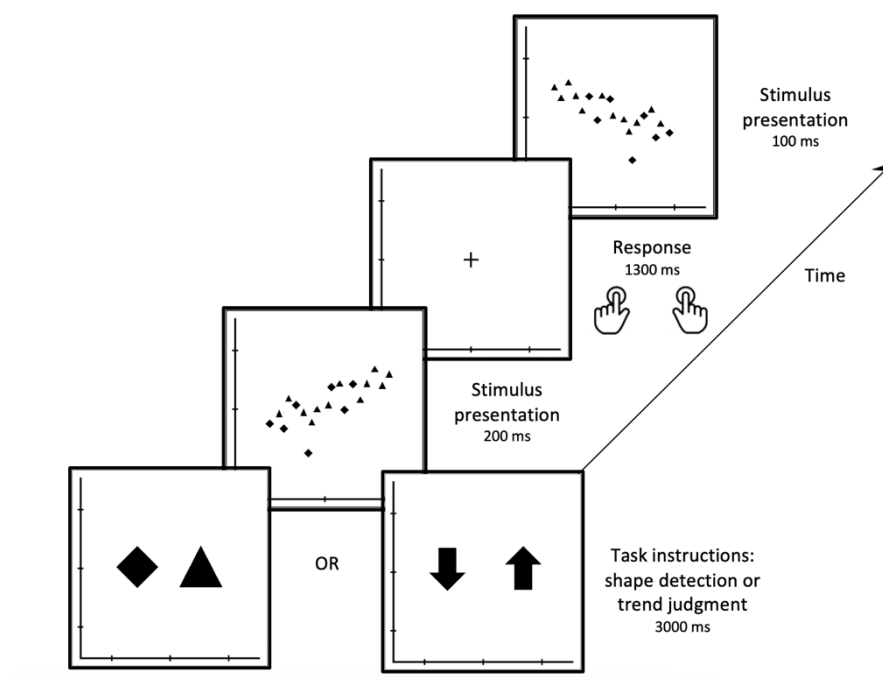 Stimulus
presentation
100 ms
Response
1300 ms
Time
Stimulus
presentation
200 ms
OR
Task instructions:
shape detection or
trend judgment
3000 ms